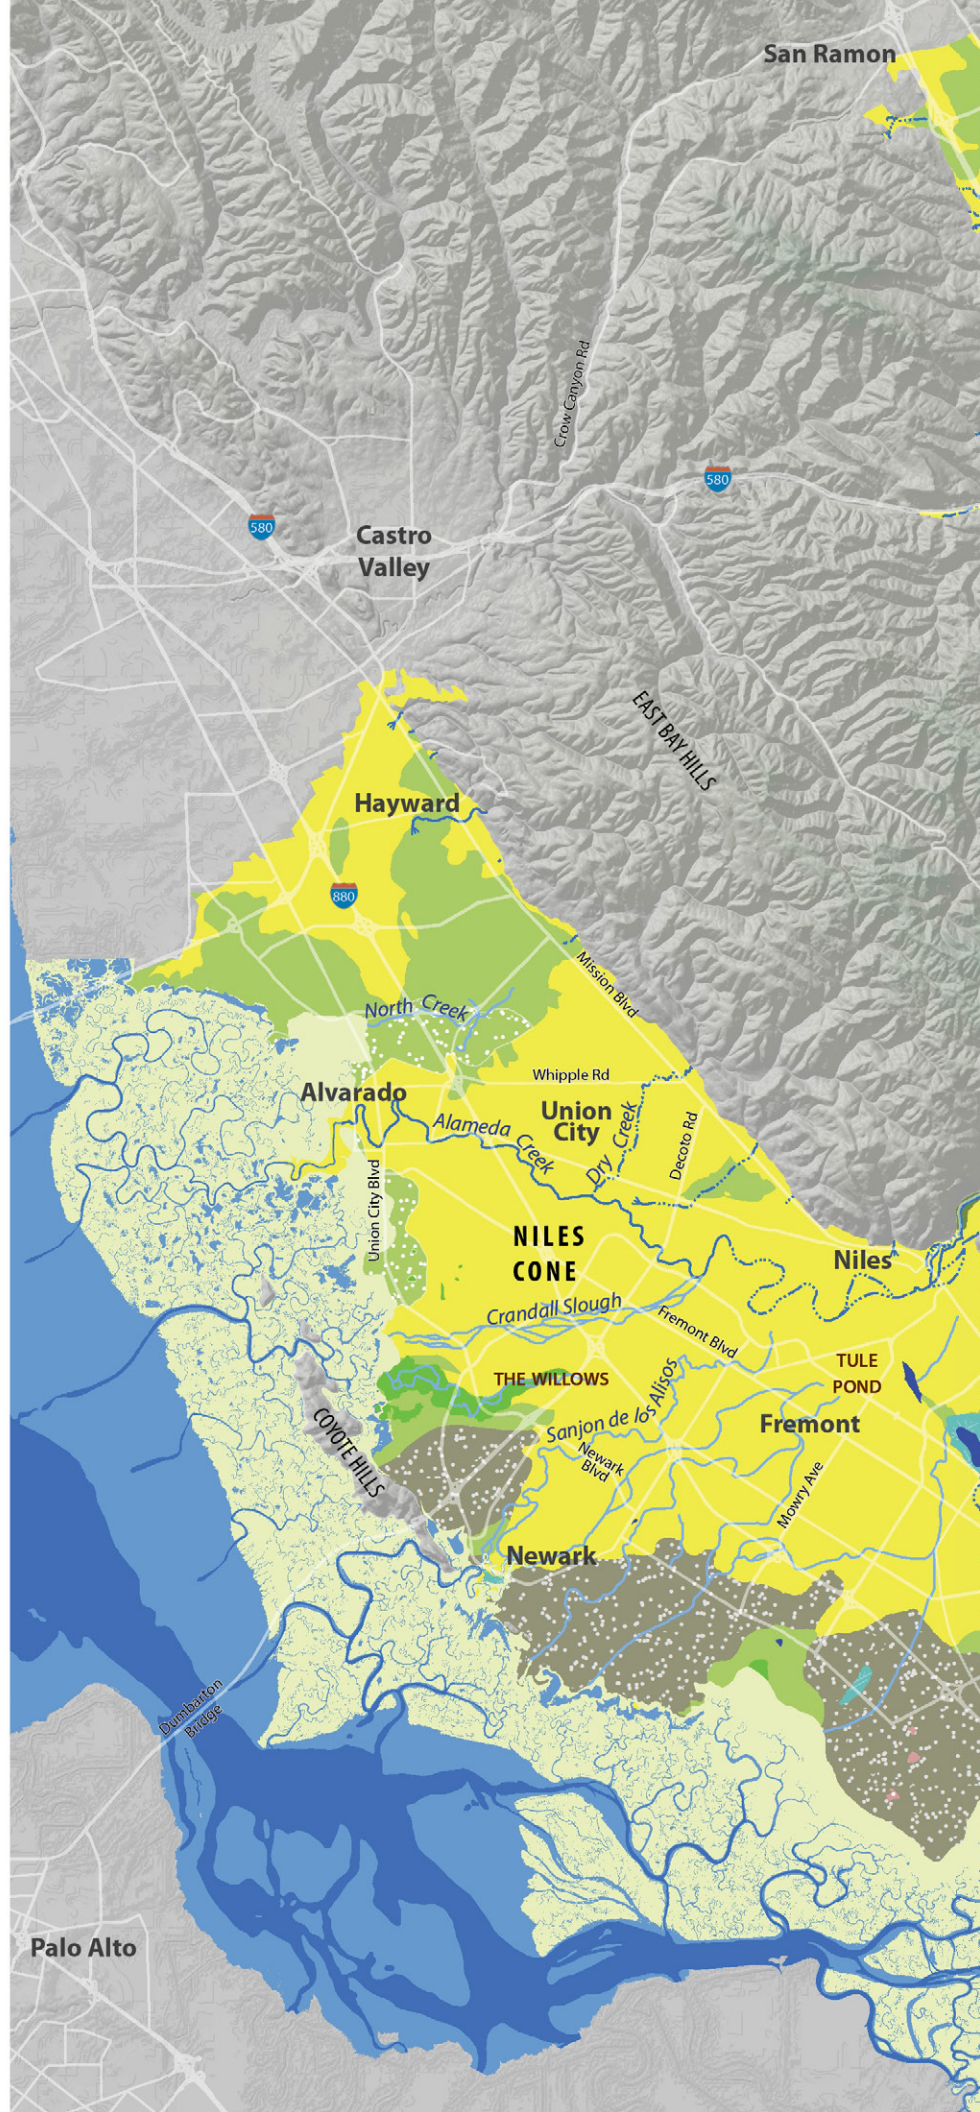 San Ramon
Crow Canyon Rd
580
580
Castro
Valley
EAST BAY HILLS
Hayward
880
Mission Blvd
North Creek
Whipple Rd
Alvarado
Union
City
Alameda Creek
Dry Creek
Decoto Rd
Union City Blvd
NILES
CONE
Niles
Crandall Slough
Fremont Blvd
THE WILLOWS
TULE
POND
Sanjon de los Alisos
Fremont
COYOTE HILLS
Newark
Blvd
Mowry Ave
Newark
Dumbarton
Bridge
Palo Alto